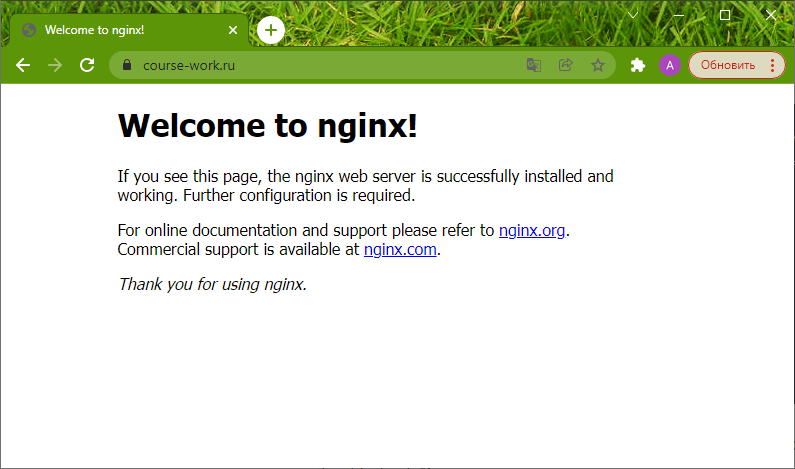 Welcome to nginx!
course-work.ru
A
Обновить
Welcome to nginx!
If you see this page, the nginx web server is successfully installed and
working. Further configuration is required.
For online documentation and support please refer to nginx.org.
Commercial support is available at nginx.com.
Thank you for using nginx.